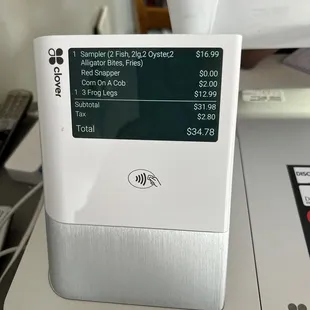 clover
1 Sampler (2 Fish, 2lg,2 Oyster,2 $16.99
Alligator Bites, Fries)
Red Snapper $0.00
Corn On A Cob $2.00
1 3 Frog Legs $12.99
Subtotal $31.98
Tax $2.80
Total $34.78
DISC